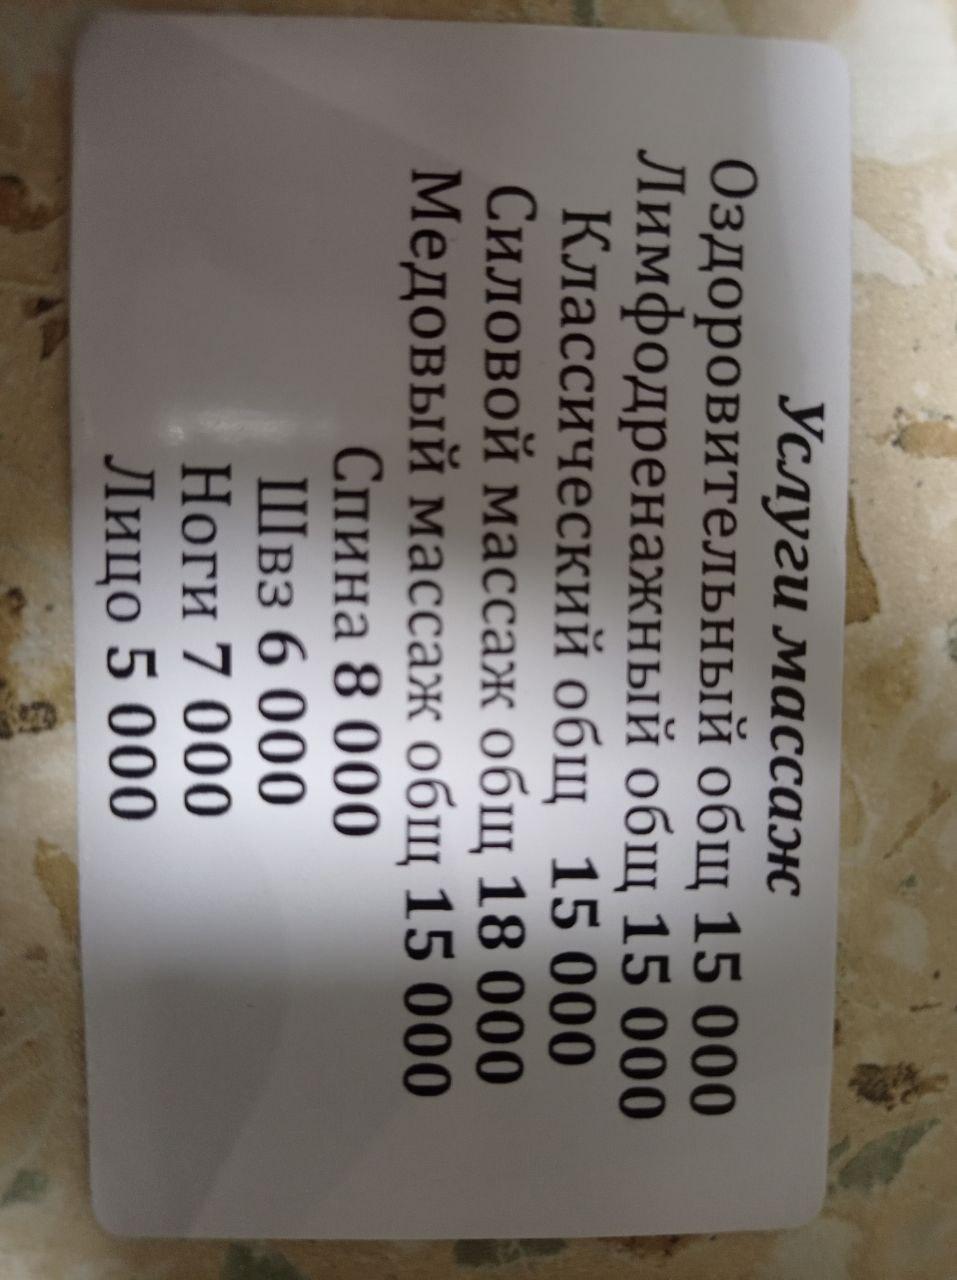 Услуги массаж
Оздоровительный общ 15 000
Лимфодренажный общ 15 000
Классический общ 15 000
Силовой массаж общ 18 000
Медовый массаж общ 15 000
Спина 8 000
Швз 6 000
Ноги 7 000
Лицо 5 000